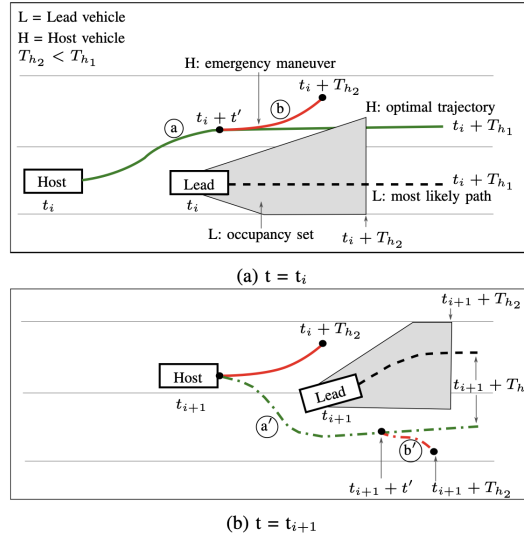 L = Lead vehicle
H = Host vehicle
T_{h_2} < T_{h_1}
H: emergency maneuver
t_i + T_{h_2}
H: optimal trajectory
a
t_i + t'
b
t_i + T_{h_1}
Host
Lead
t_i + T_{h_1}
t_i
t_i
L: most likely path
L: occupancy set
t_i + T_{h_2}
(a) t = t_i
t_{i+1} + T_{h_2}
t_i + T_{h_2}
Host
t_{i+1} + T_h
Lead
t_{i+1}
t_{i+1}
a'
b'
t_{i+1} + t'
t_{i+1} + T_{h_2}
(b) t = t_{i+1}